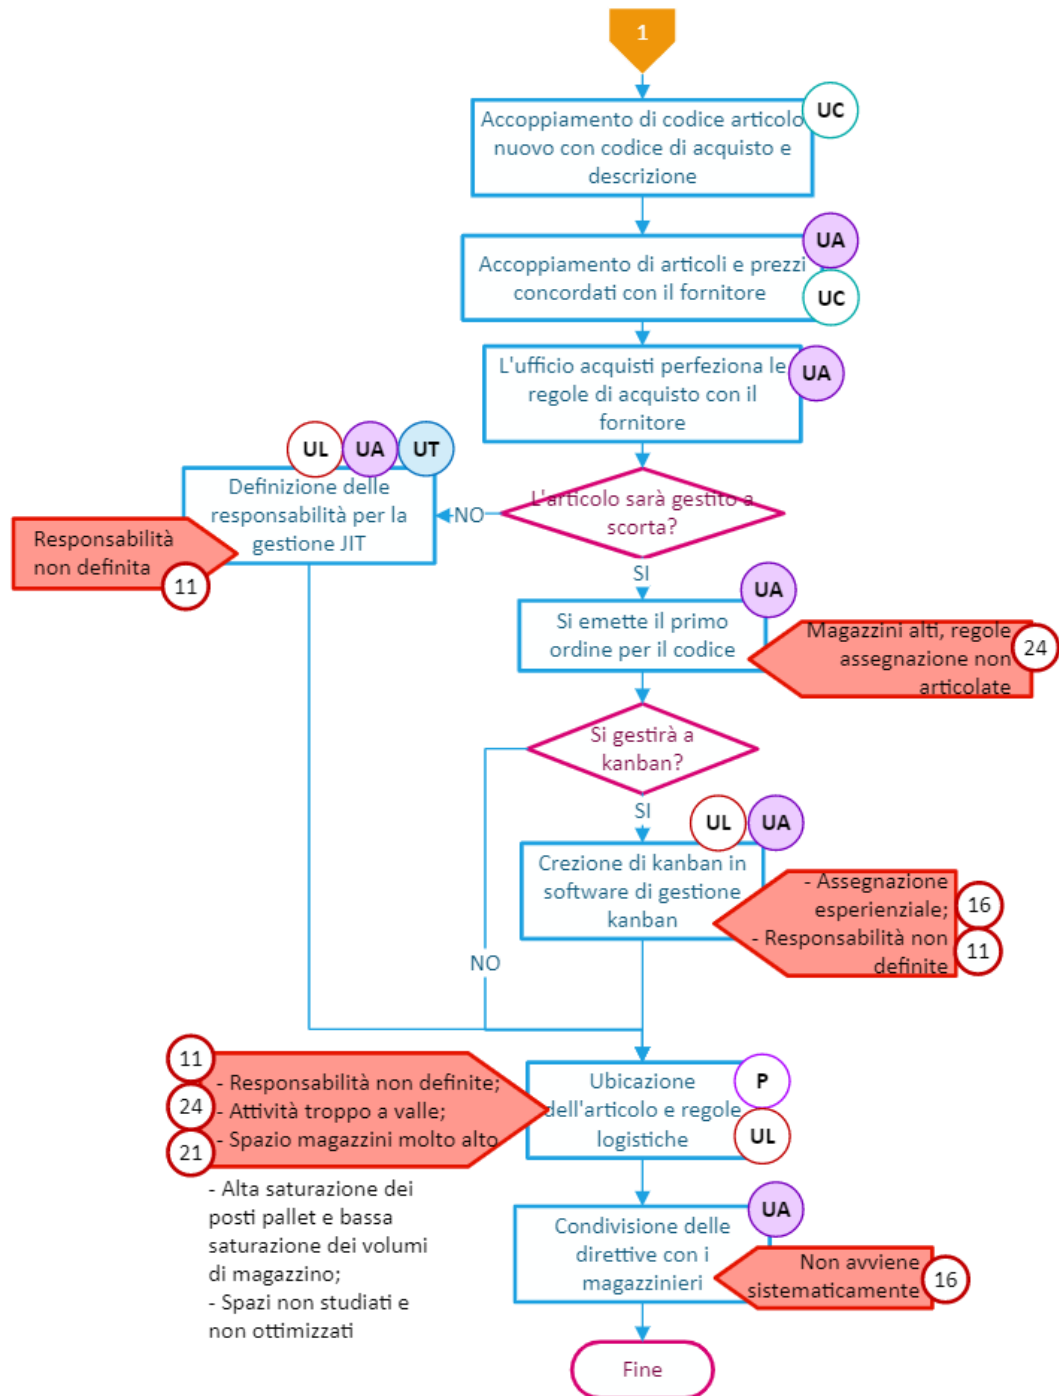 1
Accoppiamento di codice articolo
nuovo con codice di acquisto e
descrizione
UC
Accoppiamento di articoli e prezzi
concordati con il fornitore
UA
UC
L'ufficio acquisti perfeziona le
regole di acquisto con il
fornitore
UA
L'articolo sarà gestito a
scorta?
NO
UL
UA
UT
Definizione delle
responsabilità per la
gestione JIT
Responsabilità
non definita
11
SI
Si emette il primo
ordine per il codice
UA
Magazzini alti, regole
assegnazione non
articolate
24
Si gestirà a
kanban?
SI
UL
UA
Crezione di kanban in
software di gestione
kanban
- Assegnazione
esperienziale;
- Responsabilità non
definite
16
11
NO
11
24
21
- Responsabilità non definite;
- Attività troppo a valle;
- Spazio magazzini molto alto
- Alta saturazione dei
posti pallet e bassa
saturazione dei volumi
di magazzino;
- Spazi non studiati e
non ottimizzati
Ubicazione
dell'articolo e regole
logistiche
P
UL
Condivisione delle
direttive con i
magazzinieri
UA
Non avviene
sistematicamente
16
Fine